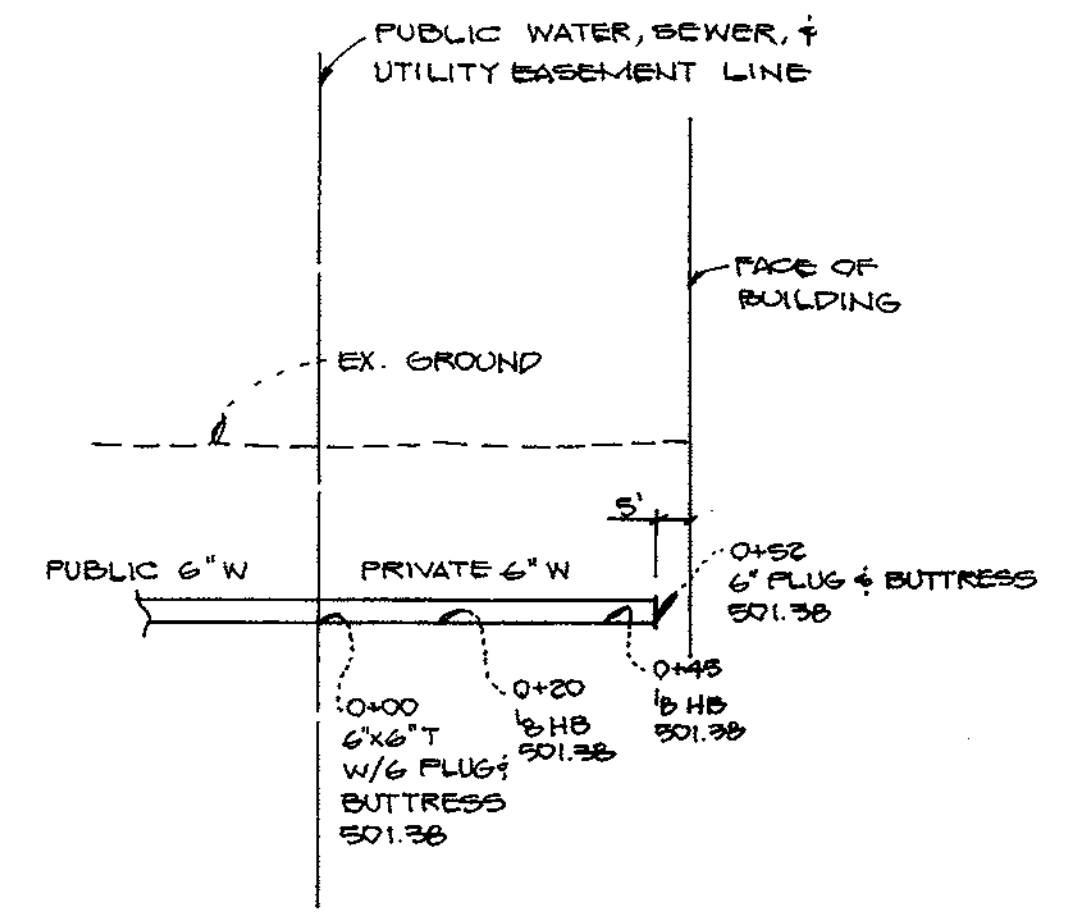 PUBLIC WATER, SEWER, &
UTILITY EASEMENT LINE
FACE OF
BUILDING
EX. GROUND
5'
PUBLIC 6" W
PRIVATE 6" W
0+52
6" PLUG & BUTTRESS
501.38
0+45
1/8 HB
501.38
0+20
1/8 HB
501.38
0+00
6"X6" T
W/6 PLUG &
BUTTRESS
501.38